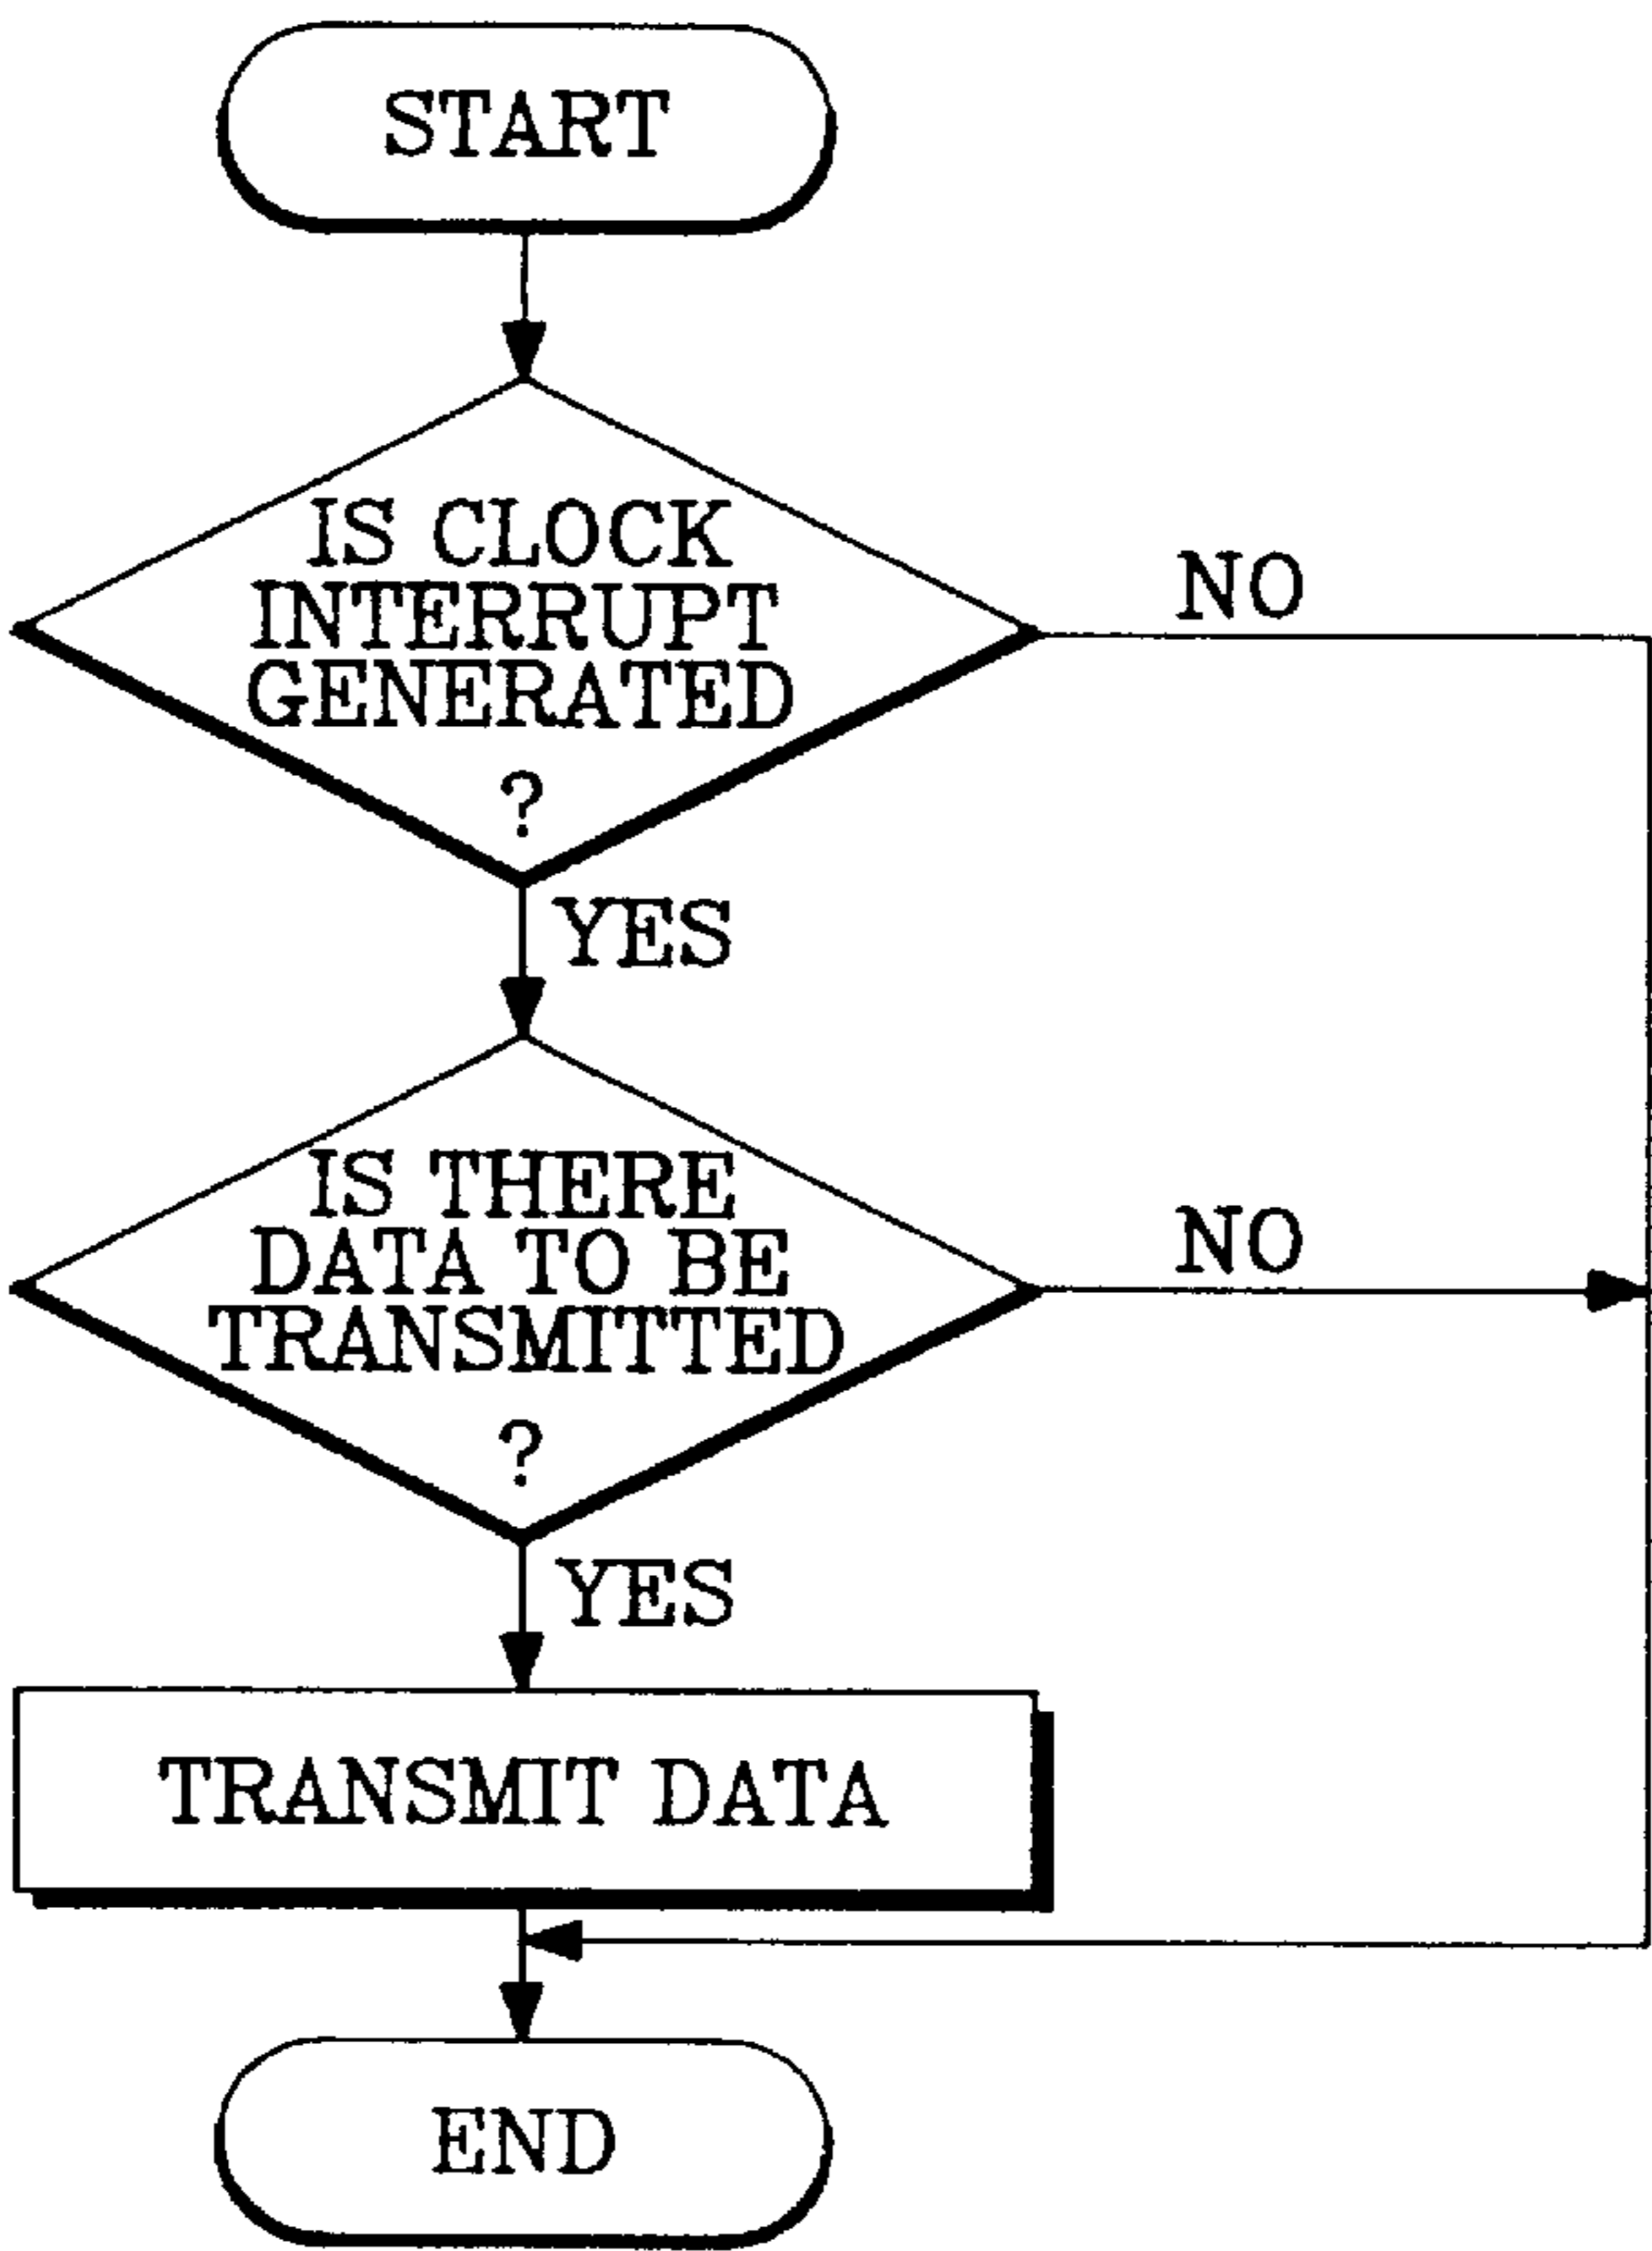 START
IS CLOCK
INTERRUPT
GENERATED
?
NO
YES
IS THERE
DATA TO BE
TRANSMITTED
?
NO
YES
TRANSMIT DATA
END